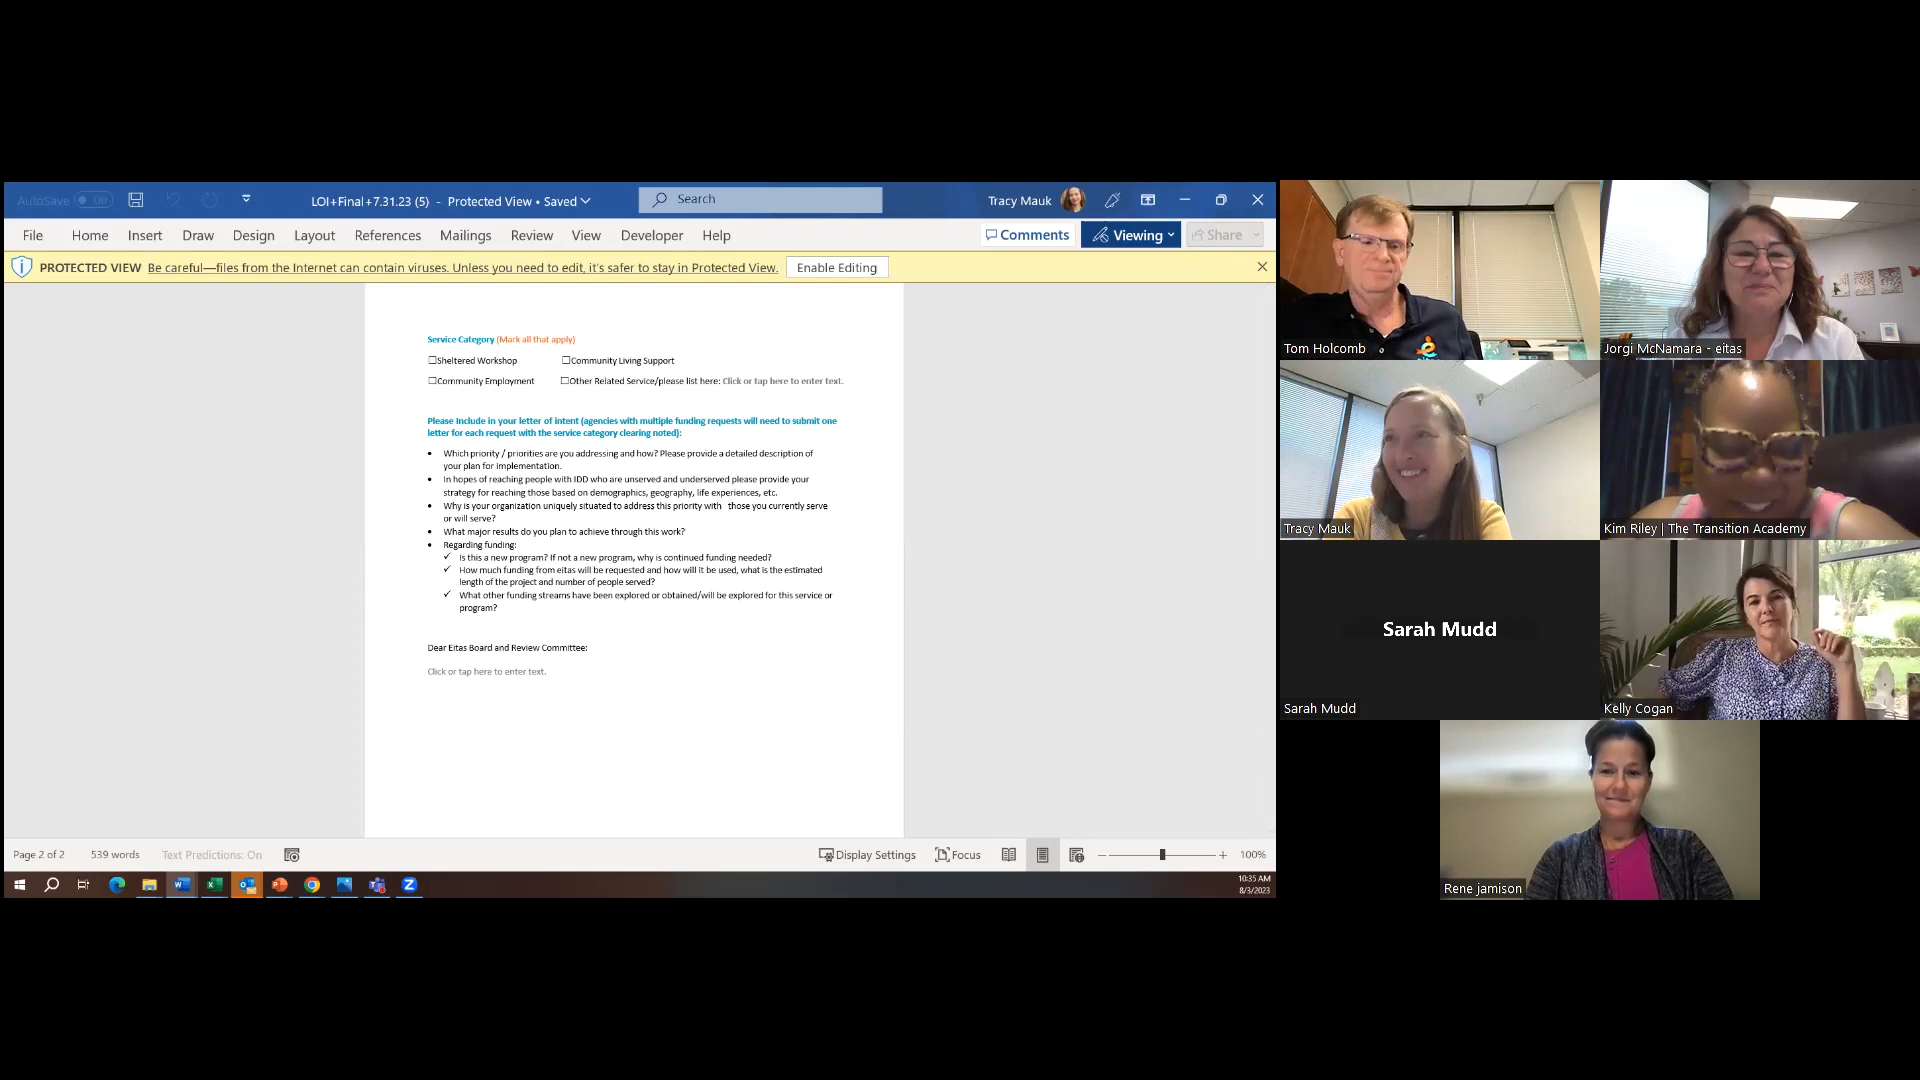 AutoSave Off
LOI+Final+7.31.23 (5) - Protected View • Saved
Search
Tracy Mauk
File Home Insert Draw Design Layout References Mailings Review View Developer Help
Comments Viewing Share
PROTECTED VIEW Be careful—files from the Internet can contain viruses. Unless you need to edit, it's safer to stay in Protected View. Enable Editing
Service Category (Mark all that apply)
☐Sheltered Workshop ☐Community Living Support
☐Community Employment ☐Other Related Service/please list here: Click or tap here to enter text.
Please Include in your letter of intent (agencies with multiple funding requests will need to submit one
letter for each request with the service category clearing noted):
• Which priority / priorities are you addressing and how? Please provide a detailed description of
your plan for implementation.
• In hopes of reaching people with IDD who are unserved and underserved please provide your
strategy for reaching those based on demographics, geography, life experiences, etc.
• Why is your organization uniquely situated to address this priority with those you currently serve
or will serve?
• What major results do you plan to achieve through this work?
• Regarding funding:
✓ Is this a new program? If not a new program, why is continued funding needed?
✓ How much funding from eitas will be requested and how will it be used, what is the estimated
length of the project and number of people served?
✓ What other funding streams have been explored or obtained/will be explored for this service or
program?
Dear Eitas Board and Review Committee:
Click or tap here to enter text.
Page 2 of 2 539 words Text Predictions: On
Display Settings Focus 100%
10:35 AM
8/3/2023
Tom Holcomb
Jorgi McNamara - eitas
Tracy Mauk
Kim Riley | The Transition Academy
Sarah Mudd
Sarah Mudd
Kelly Cogan
Rene jamison